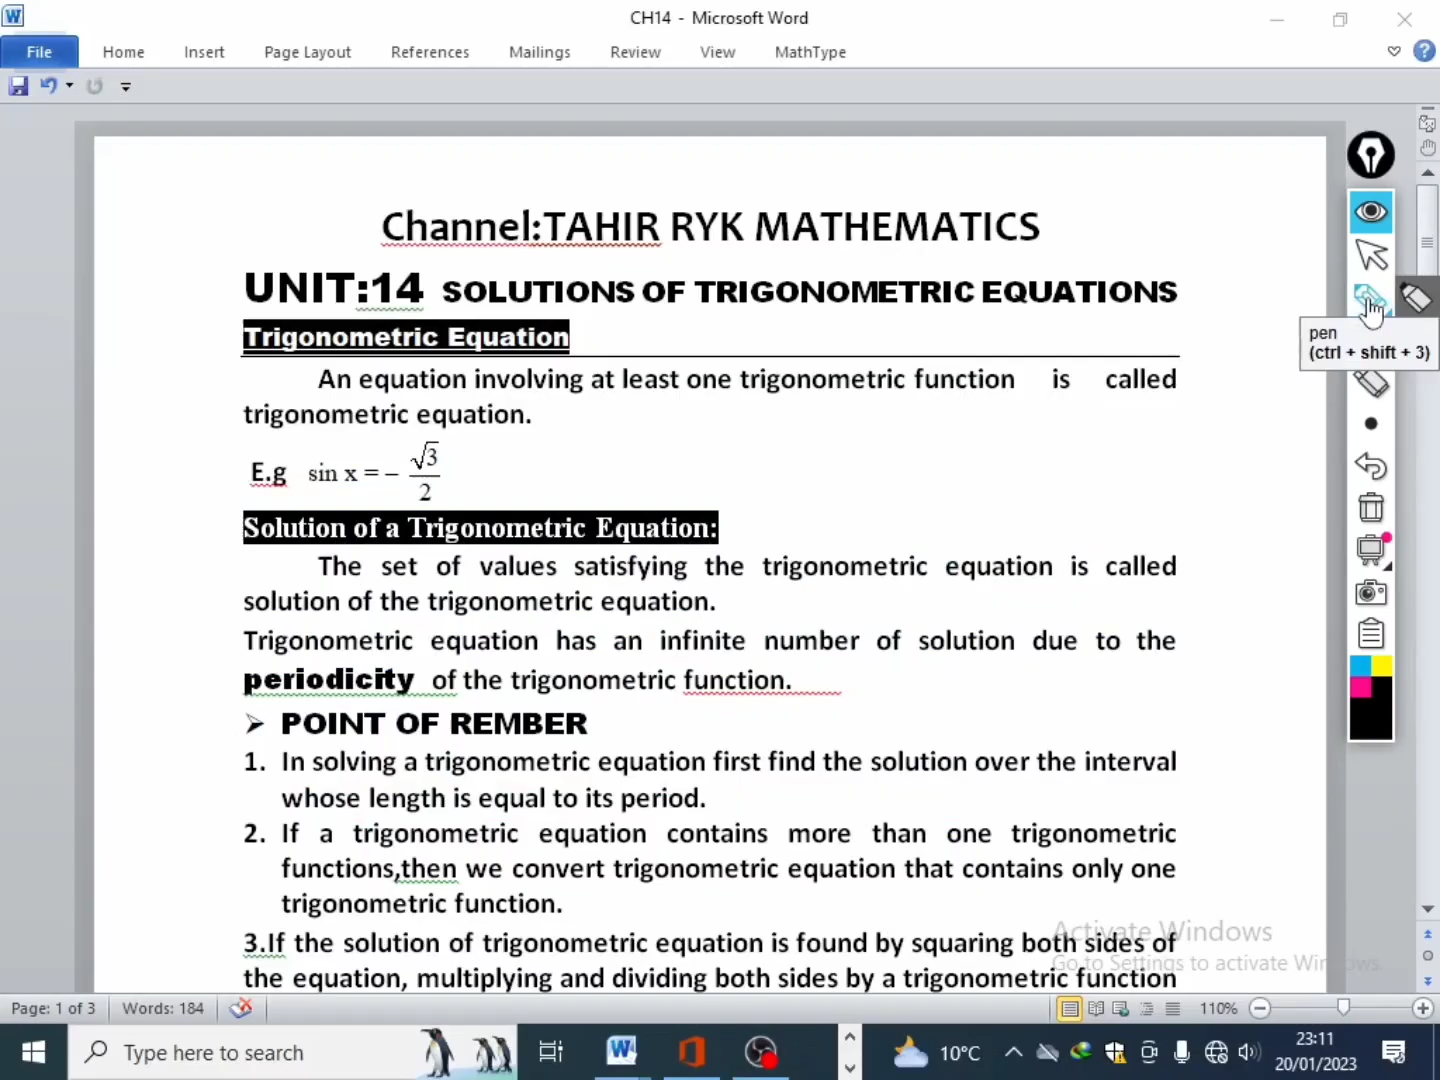 CH14 - Microsoft Word
File Home Insert Page Layout References Mailings Review View MathType
Channel:TAHIR RYK MATHEMATICS
UNIT:14 SOLUTIONS OF TRIGONOMETRIC EQUATIONS
Trigonometric Equation
pen
(ctrl + shift + 3)
An equation involving at least one trigonometric function is called
trigonometric equation.
E.g sin x = - √3/2
Solution of a Trigonometric Equation:
The set of values satisfying the trigonometric equation is called
solution of the trigonometric equation.
Trigonometric equation has an infinite number of solution due to the
periodicity of the trigonometric function.
➢ POINT OF REMBER
1. In solving a trigonometric equation first find the solution over the interval
whose length is equal to its period.
2. If a trigonometric equation contains more than one trigonometric
functions,then we convert trigonometric equation that contains only one
trigonometric function.
3.If the solution of trigonometric equation is found by squaring both sides of
the equation, multiplying and dividing both sides by a trigonometric function
Activate Windows
Go to Settings to activate Windows.
Page: 1 of 3 Words: 184 110%
Type here to search 10°C 23:11
20/01/2023